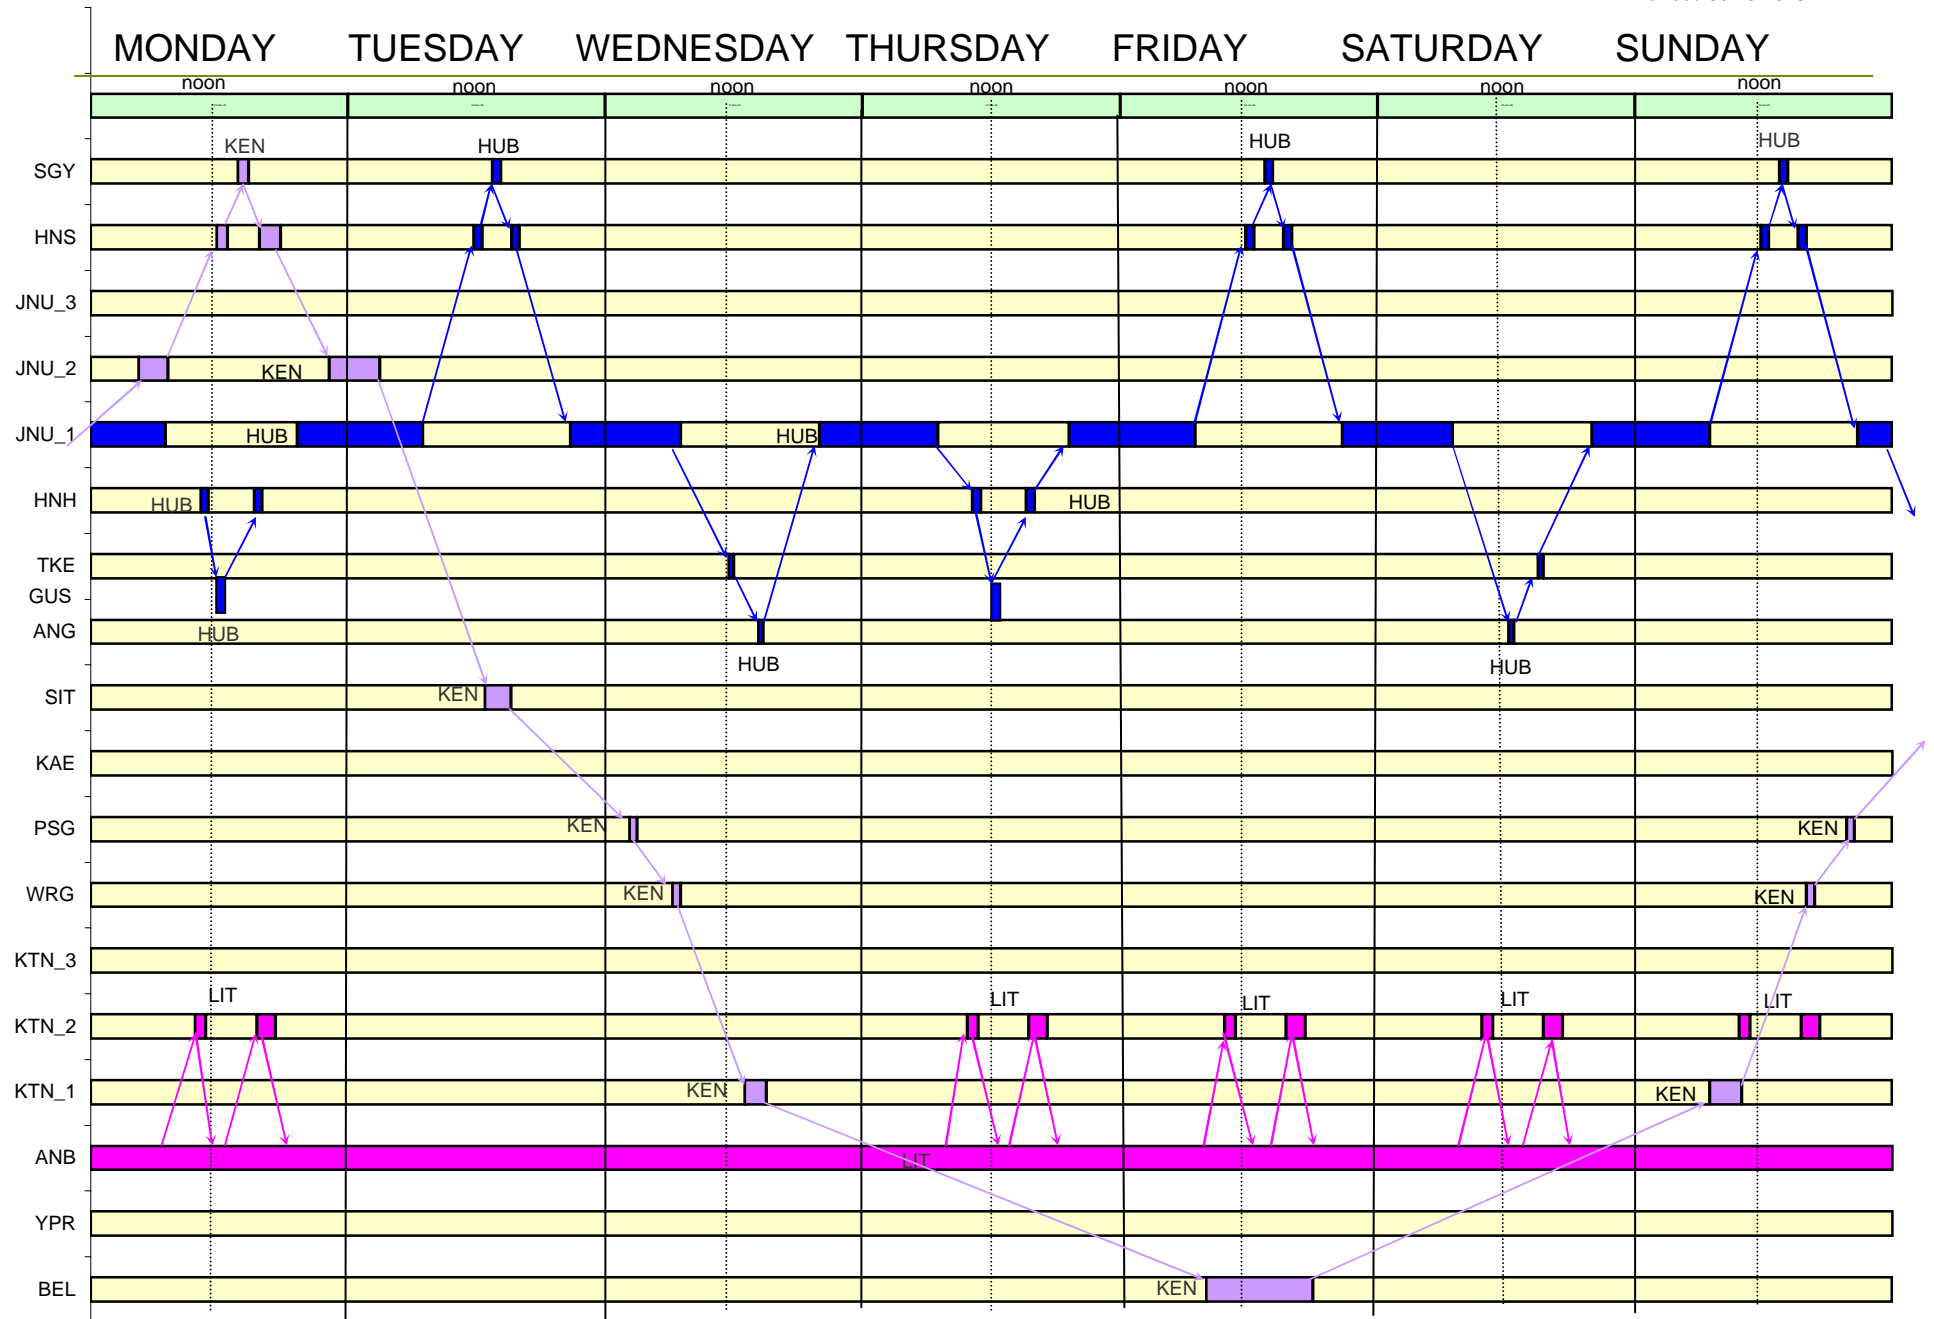 MONDAY TUESDAY WEDNESDAY THURSDAY FRIDAY SATURDAY SUNDAY
noon noon noon noon noon noon noon
KEN HUB HUB HUB
SGY
HNS
JNU_3
JNU_2 KEN
JNU_1 HUB HUB
HNH HUB HUB
TKE
GUS
ANG HUB
HUB HUB
SIT KEN
KAE
PSG KEN KEN
WRG KEN KEN
KTN_3
LIT LIT LIT LIT LIT
KTN_2
KTN_1 KEN KEN
ANB LIT
YPR
BEL KEN